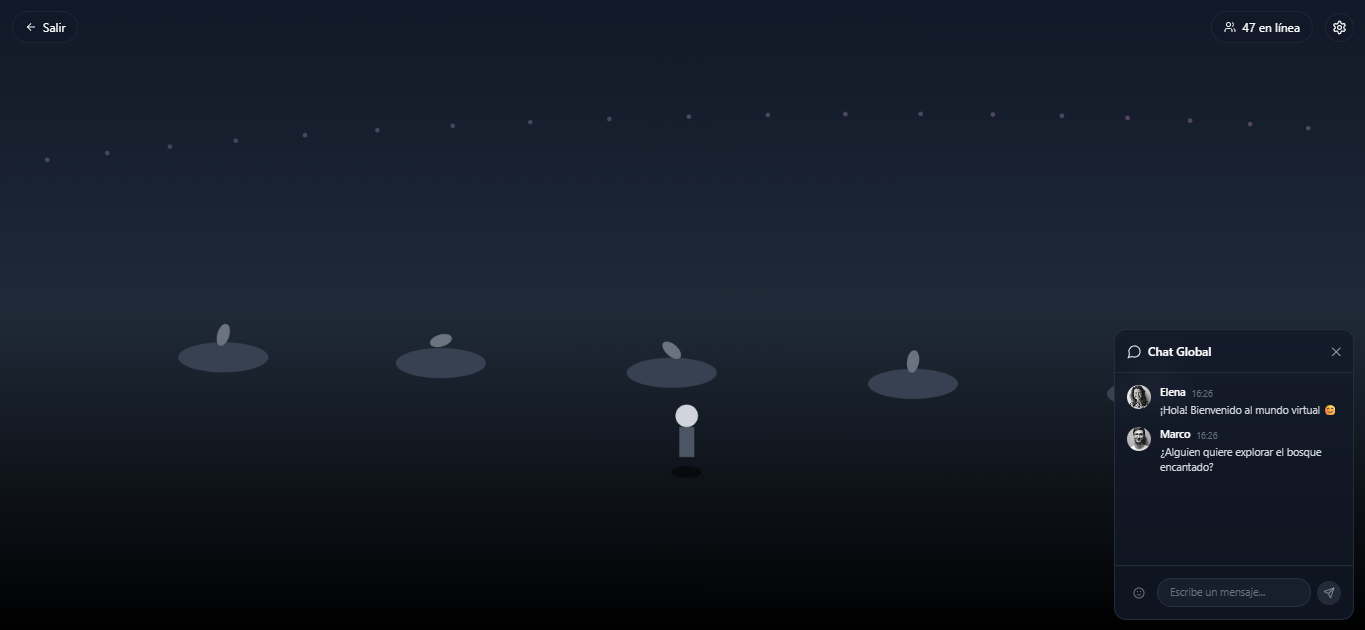 Salir
47 en línea
Chat Global
Elena 16:26
¡Hola! Bienvenido al mundo virtual 😊
Marco 16:26
¿Alguien quiere explorar el bosque
encantado?
Escribe un mensaje...